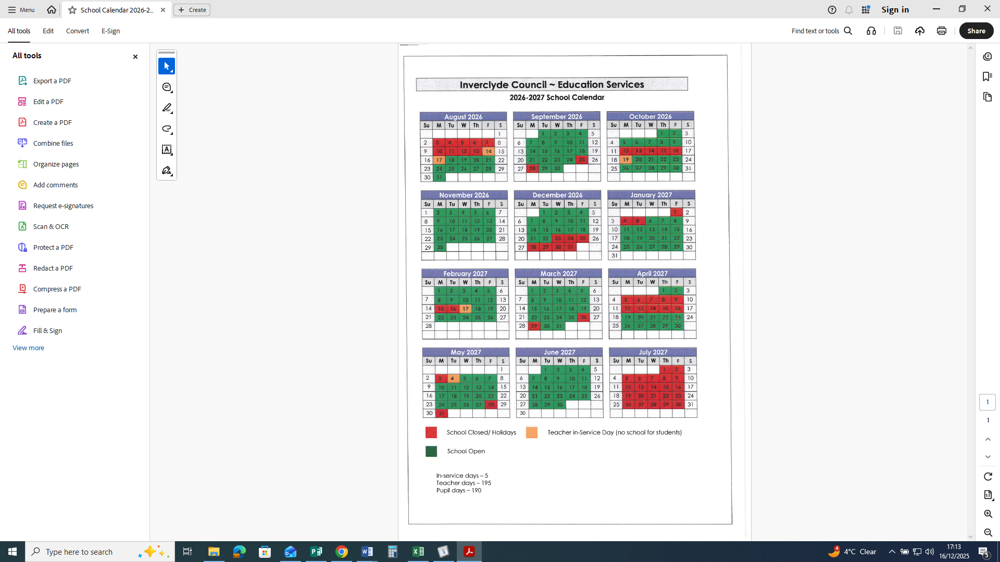 Menu
School Calendar 2026-2...
Create
Sign in
All tools Edit Convert E-Sign
Find text or tools
Share
All tools
Export a PDF
Edit a PDF
Create a PDF
Combine files
Organize pages
Add comments
Request e-signatures
Scan & OCR
Protect a PDF
Redact a PDF
Compress a PDF
Prepare a form
Fill & Sign
View more
Inverclyde Council ~ Education Services
2026-2027 School Calendar
August 2026
Su M Tu W Th F S
1
2 3 4 5 6 7 8
9 10 11 12 13 14 15
16 17 18 19 20 21 22
23 24 25 26 27 28 29
30 31
September 2026
Su M Tu W Th F S
1 2 3 4 5
6 7 8 9 10 11 12
13 14 15 16 17 18 19
20 21 22 23 24 25 26
27 28 29 30
October 2026
Su M Tu W Th F S
1 2 3
4 5 6 7 8 9 10
11 12 13 14 15 16 17
18 19 20 21 22 23 24
25 26 27 28 29 30 31
November 2026
Su M Tu W Th F S
1 2 3 4 5 6 7
8 9 10 11 12 13 14
15 16 17 18 19 20 21
22 23 24 25 26 27 28
29 30
December 2026
Su M Tu W Th F S
1 2 3 4 5
6 7 8 9 10 11 12
13 14 15 16 17 18 19
20 21 22 23 24 25 26
27 28 29 30 31
January 2027
Su M Tu W Th F S
1 2
3 4 5 6 7 8 9
10 11 12 13 14 15 16
17 18 19 20 21 22 23
24 25 26 27 28 29 30
31
February 2027
Su M Tu W Th F S
1 2 3 4 5 6
7 8 9 10 11 12 13
14 15 16 17 18 19 20
21 22 23 24 25 26 27
28
March 2027
Su M Tu W Th F S
1 2 3 4 5 6
7 8 9 10 11 12 13
14 15 16 17 18 19 20
21 22 23 24 25 26 27
28 29 30 31
April 2027
Su M Tu W Th F S
1 2 3
4 5 6 7 8 9 10
11 12 13 14 15 16 17
18 19 20 21 22 23 24
25 26 27 28 29 30
May 2027
Su M Tu W Th F S
1
2 3 4 5 6 7 8
9 10 11 12 13 14 15
16 17 18 19 20 21 22
23 24 25 26 27 28 29
30 31
June 2027
Su M Tu W Th F S
1 2 3 4 5
6 7 8 9 10 11 12
13 14 15 16 17 18 19
20 21 22 23 24 25 26
27 28 29 30
30
July 2027
Su M Tu W Th F S
1 2 3
4 5 6 7 8 9 10
11 12 13 14 15 16 17
18 19 20 21 22 23 24
25 26 27 28 29 30 31
School Closed/ Holidays
Teacher in-Service Day (no school for students)
School Open
In-service days – 5
Teacher days – 195
Pupil days – 190
1
1
Type here to search
4°C Clear
17:13
16/12/2025
5